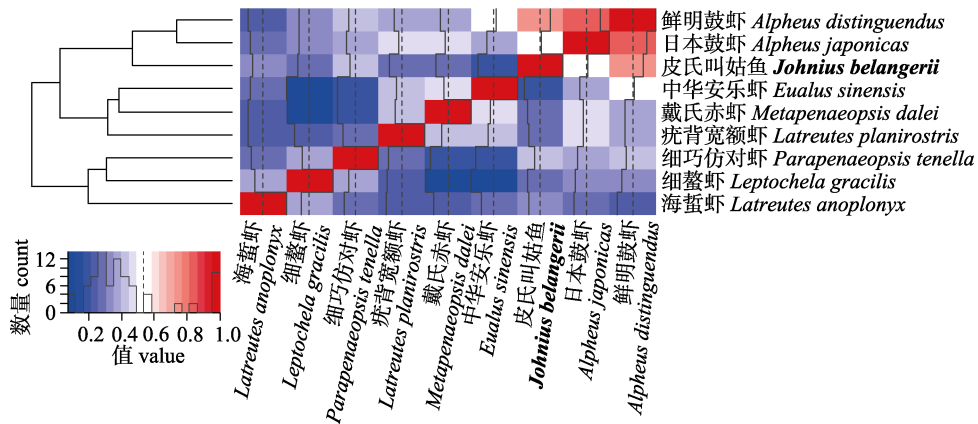 鲜明鼓虾 Alpheus distinguendus
日本鼓虾 Alpheus japonicas
皮氏叫姑鱼 Johnius belangerii
中华安乐虾 Eualus sinensis
戴氏赤虾 Metapenaeopsis dalei
疣背宽额虾 Latreutes planirostris
细巧仿对虾 Parapenaeopsis tenella
细螯虾 Leptochela gracilis
海蜇虾 Latreutes anoplonyx
海蜇虾
Latreutes anoplonyx
细螯虾
Leptochela gracilis
细巧仿对虾
Parapenaeopsis tenella
疣背宽额虾
Latreutes planirostris
戴氏赤虾
Metapenaeopsis dalei
中华安乐虾
Eualus sinensis
皮氏叫姑鱼
Johnius belangerii
日本鼓虾
Alpheus japonicas
鲜明鼓虾
Alpheus distinguendus
数量 count
12
8
4
0
0.2 0.4 0.6 0.8 1.0
值 value